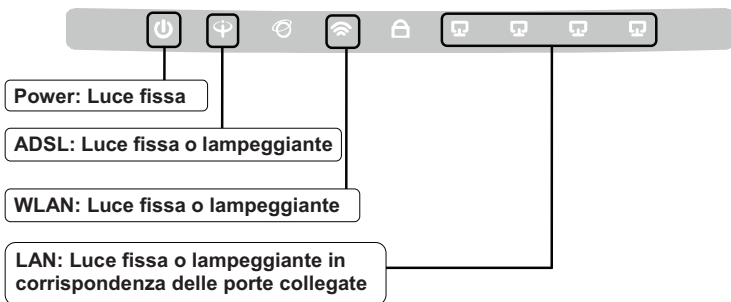 Power: Luce fissa
ADSL: Luce fissa o lampeggiante
WLAN: Luce fissa o lampeggiante
LAN: Luce fissa o lampeggiante in
corrispondenza delle porte collegate